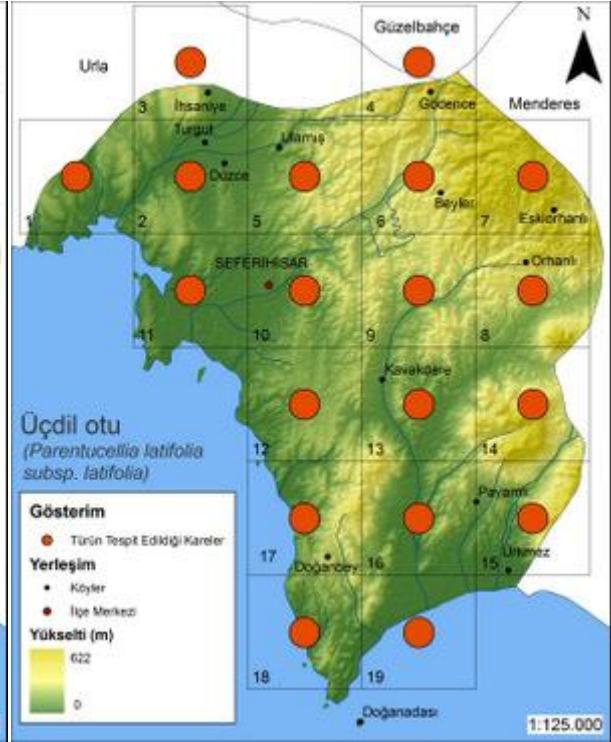 Güzelbahçe
N
Urla
3
İhsaniye
4
Gödence
Menderes
Turgut
Ulamış
Düzce
Beyler
Eskiorhanlı
1
2
5
6
7
SEFERİHİSAR
Orhanlı
11
10
9
8
Kavakdere
Üçdil otu
(Parentucellia latifolia
subsp. latifolia)
12
13
14
Gösterim
Türün Tespit Edildiği Kareler
Yerleşim
Köyler
İlçe Merkezi
Yükselti (m)
622
0
Payamlı
17
Doğanbey
16
15
Ürkmez
18
19
Doğanadası
1:125.000